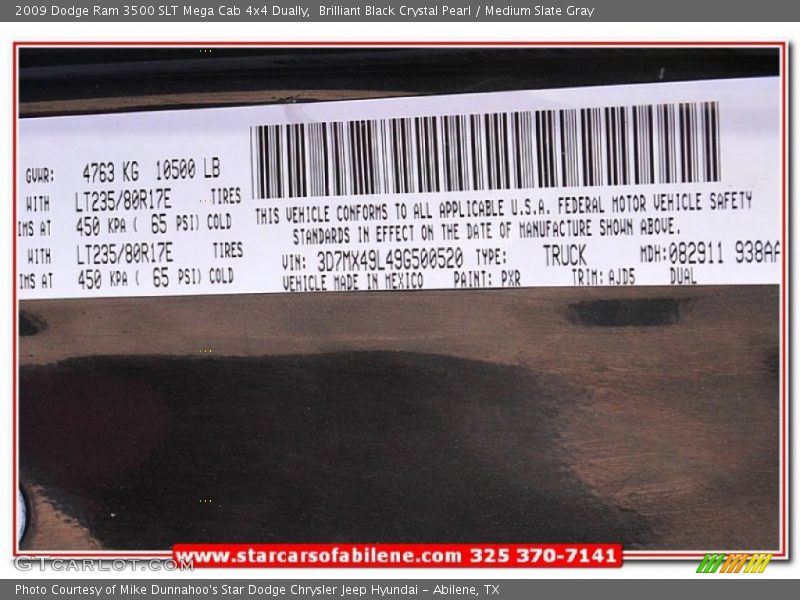 2009 Dodge Ram 3500 SLT Mega Cab 4x4 Dually,  Brilliant Black Crystal Pearl / Medium Slate Gray
GVWR: 4763 KG 10500 LB
WITH LT235/80R17E TIRES
IMS AT 450 KPA ( 65 PSI) COLD
WITH LT235/80R17E TIRES
IMS AT 450 KPA ( 65 PSI) COLD
THIS VEHICLE CONFORMS TO ALL APPLICABLE U.S.A. FEDERAL MOTOR VEHICLE SAFETY
STANDARDS IN EFFECT ON THE DATE OF MANUFACTURE SHOWN ABOVE.
VIN: 3D7MX49L49G500520 TYPE: TRUCK MDH:082911 938AA
VEHICLE MADE IN MEXICO PAINT: PXR TRIM: AJD5 DUAL
www.starcarsofabilene.com 325 370-7141
GTcarlot.com
Photo Courtesy of Mike Dunnahoo's Star Dodge Chrysler Jeep Hyundai - Abilene, TX